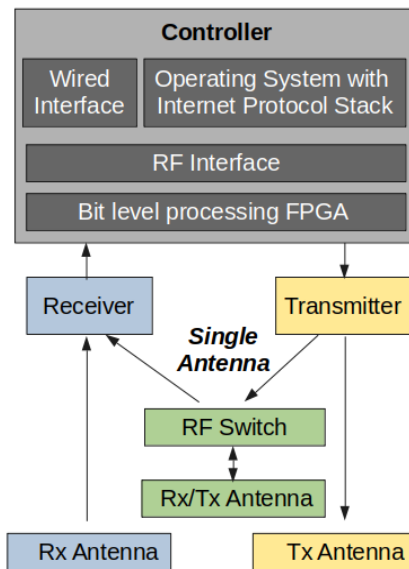 Controller
Wired
Interface
Operating System with
Internet Protocol Stack
RF Interface
Bit level processing FPGA
Receiver
Transmitter
Single
Antenna
RF Switch
Rx/Tx Antenna
Rx Antenna
Tx Antenna